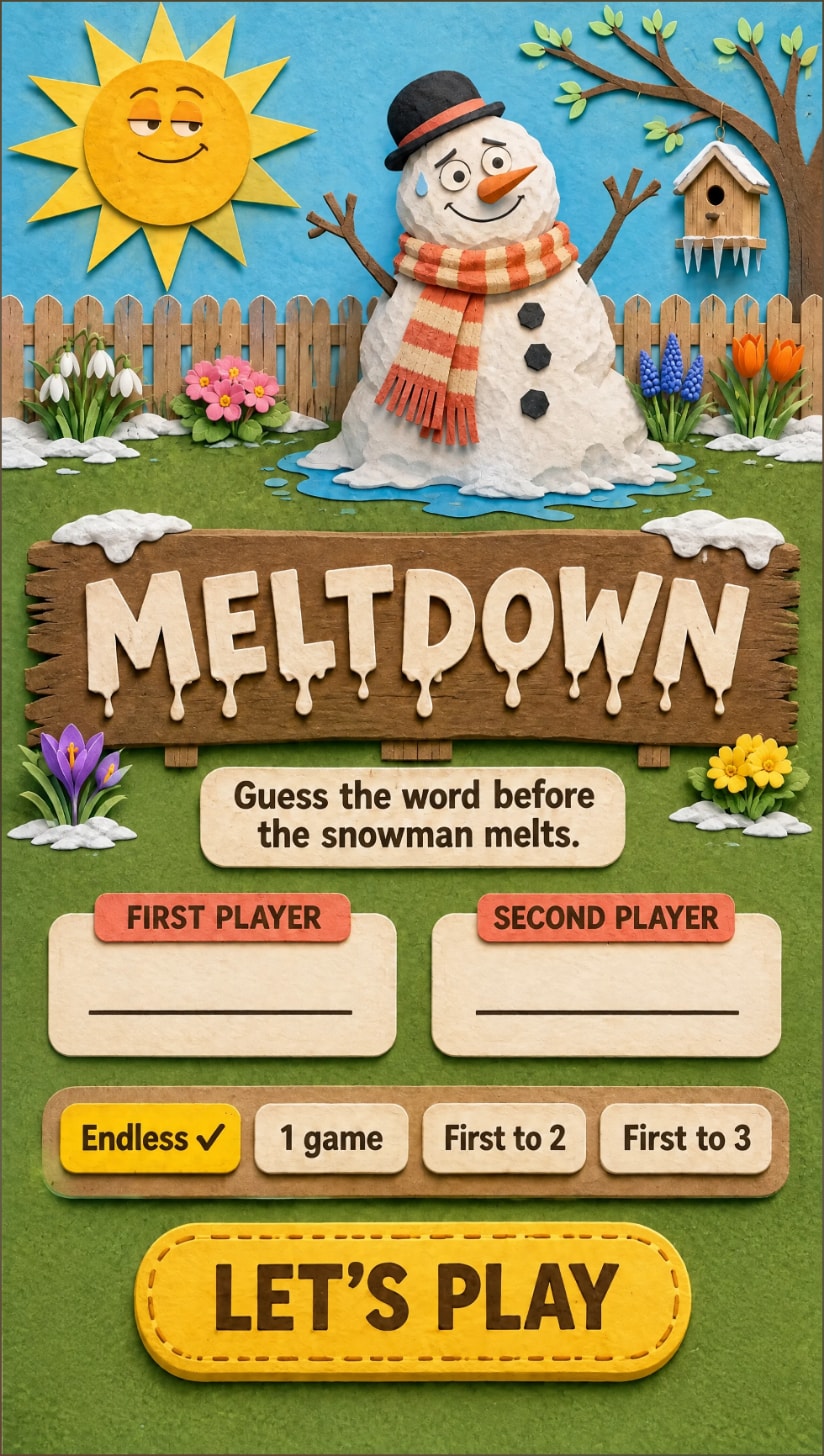 MELTDOWN
Guess the word before
the snowman melts.
FIRST PLAYER
SECOND PLAYER
Endless ✓
1 game
First to 2
First to 3
LET'S PLAY